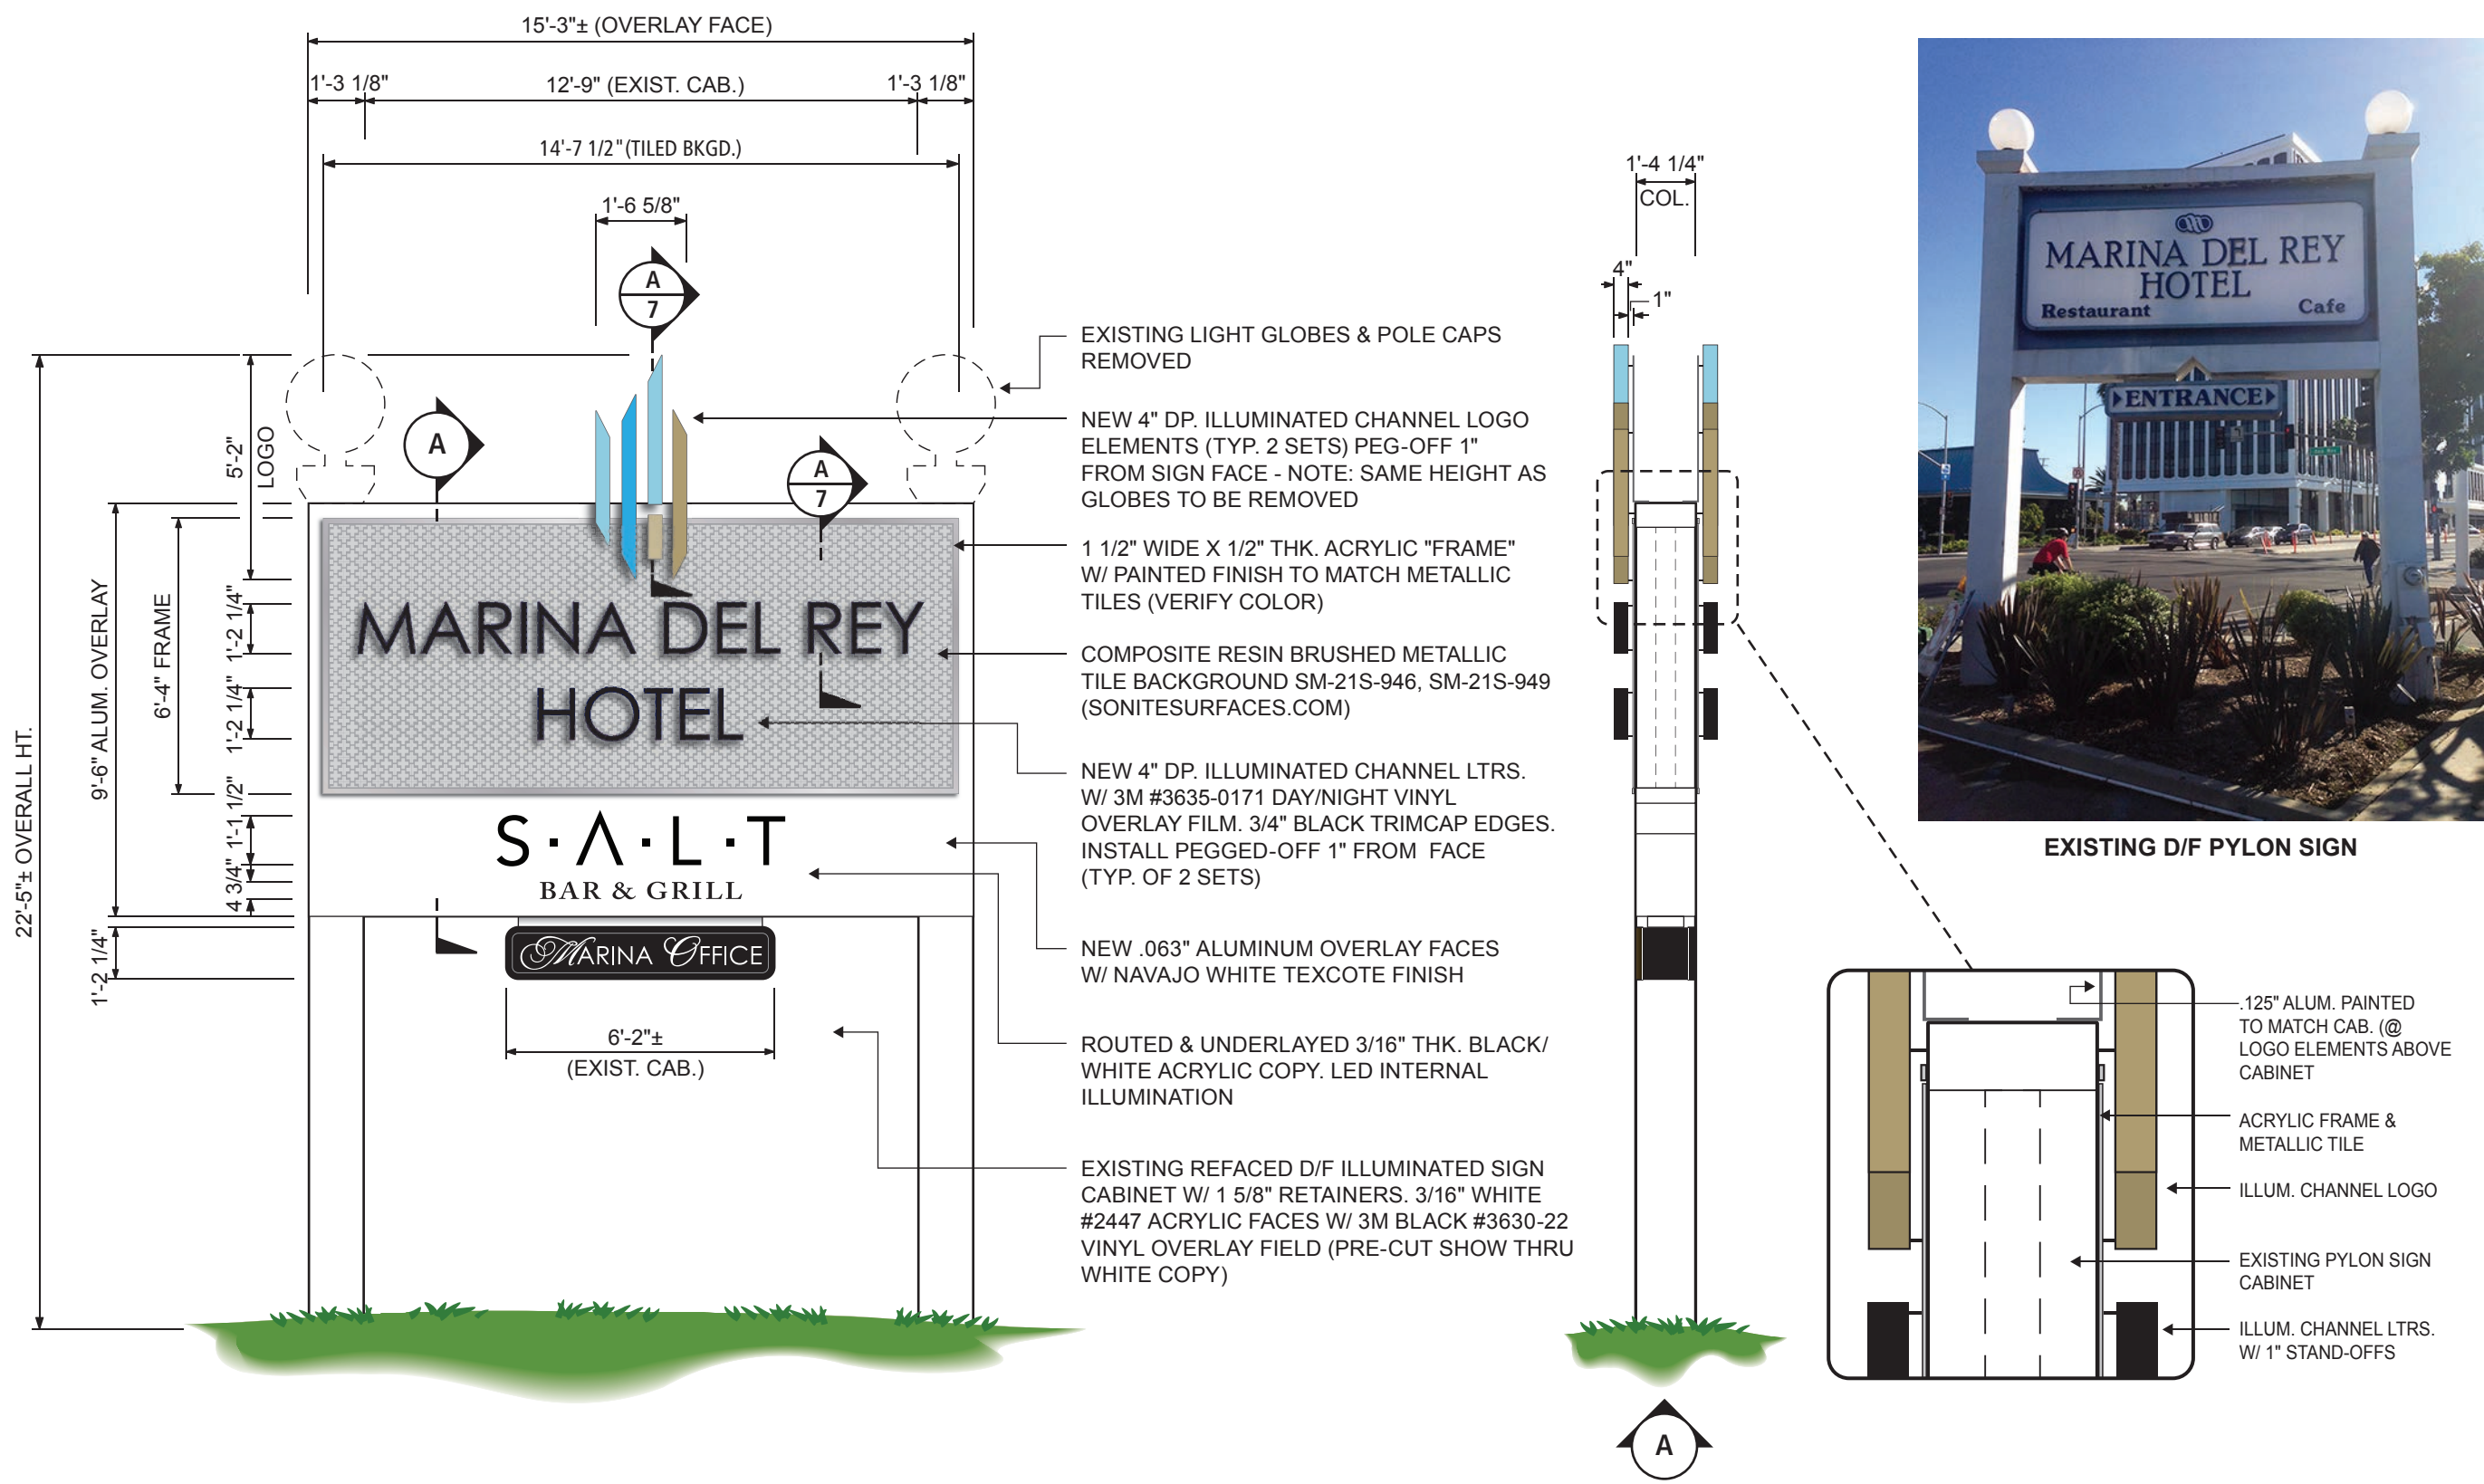 15'-3"± (OVERLAY FACE)
1'-3 1/8"
12'-9" (EXIST. CAB.)
1'-3 1/8"
14'-7 1/2"(TILED BKGD.)
1'-6 5/8"
A
7
A
A
7
5'-2"
LOGO
22'-5"± OVERALL HT.
9'-6" ALUM. OVERLAY
6'-4" FRAME
1'-2 1/4"
1'-2 1/4"
1'-1 1/2"
4 3/4"
1'-2 1/4"
MARINA DEL REY
HOTEL
S·A·L·T
BAR & GRILL
MARINA OFFICE
6'-2"±
(EXIST. CAB.)
EXISTING LIGHT GLOBES & POLE CAPS
REMOVED
NEW 4" DP. ILLUMINATED CHANNEL LOGO
ELEMENTS (TYP. 2 SETS) PEG-OFF 1"
FROM SIGN FACE - NOTE: SAME HEIGHT AS
GLOBES TO BE REMOVED
1 1/2" WIDE X 1/2" THK. ACRYLIC "FRAME"
W/ PAINTED FINISH TO MATCH METALLIC
TILES (VERIFY COLOR)
COMPOSITE RESIN BRUSHED METALLIC
TILE BACKGROUND SM-21S-946, SM-21S-949
(SONITESURFACES.COM)
NEW 4" DP. ILLUMINATED CHANNEL LTRS.
W/ 3M #3635-0171 DAY/NIGHT VINYL
OVERLAY FILM. 3/4" BLACK TRIMCAP EDGES.
INSTALL PEGGED-OFF 1" FROM FACE
(TYP. OF 2 SETS)
NEW .063" ALUMINUM OVERLAY FACES
W/ NAVAJO WHITE TEXCOTE FINISH
ROUTED & UNDERLAYED 3/16" THK. BLACK/
WHITE ACRYLIC COPY. LED INTERNAL
ILLUMINATION
EXISTING REFACED D/F ILLUMINATED SIGN
CABINET W/ 1 5/8" RETAINERS. 3/16" WHITE
#2447 ACRYLIC FACES W/ 3M BLACK #3630-22
VINYL OVERLAY FIELD (PRE-CUT SHOW THRU
WHITE COPY)
1'-4 1/4"
COL.
4"
1"
A
MARINA DEL REY
HOTEL
Restaurant Cafe
ENTRANCE
EXISTING D/F PYLON SIGN
.125" ALUM. PAINTED
TO MATCH CAB. (@
LOGO ELEMENTS ABOVE
CABINET
ACRYLIC FRAME &
METALLIC TILE
ILLUM. CHANNEL LOGO
EXISTING PYLON SIGN
CABINET
ILLUM. CHANNEL LTRS.
W/ 1" STAND-OFFS